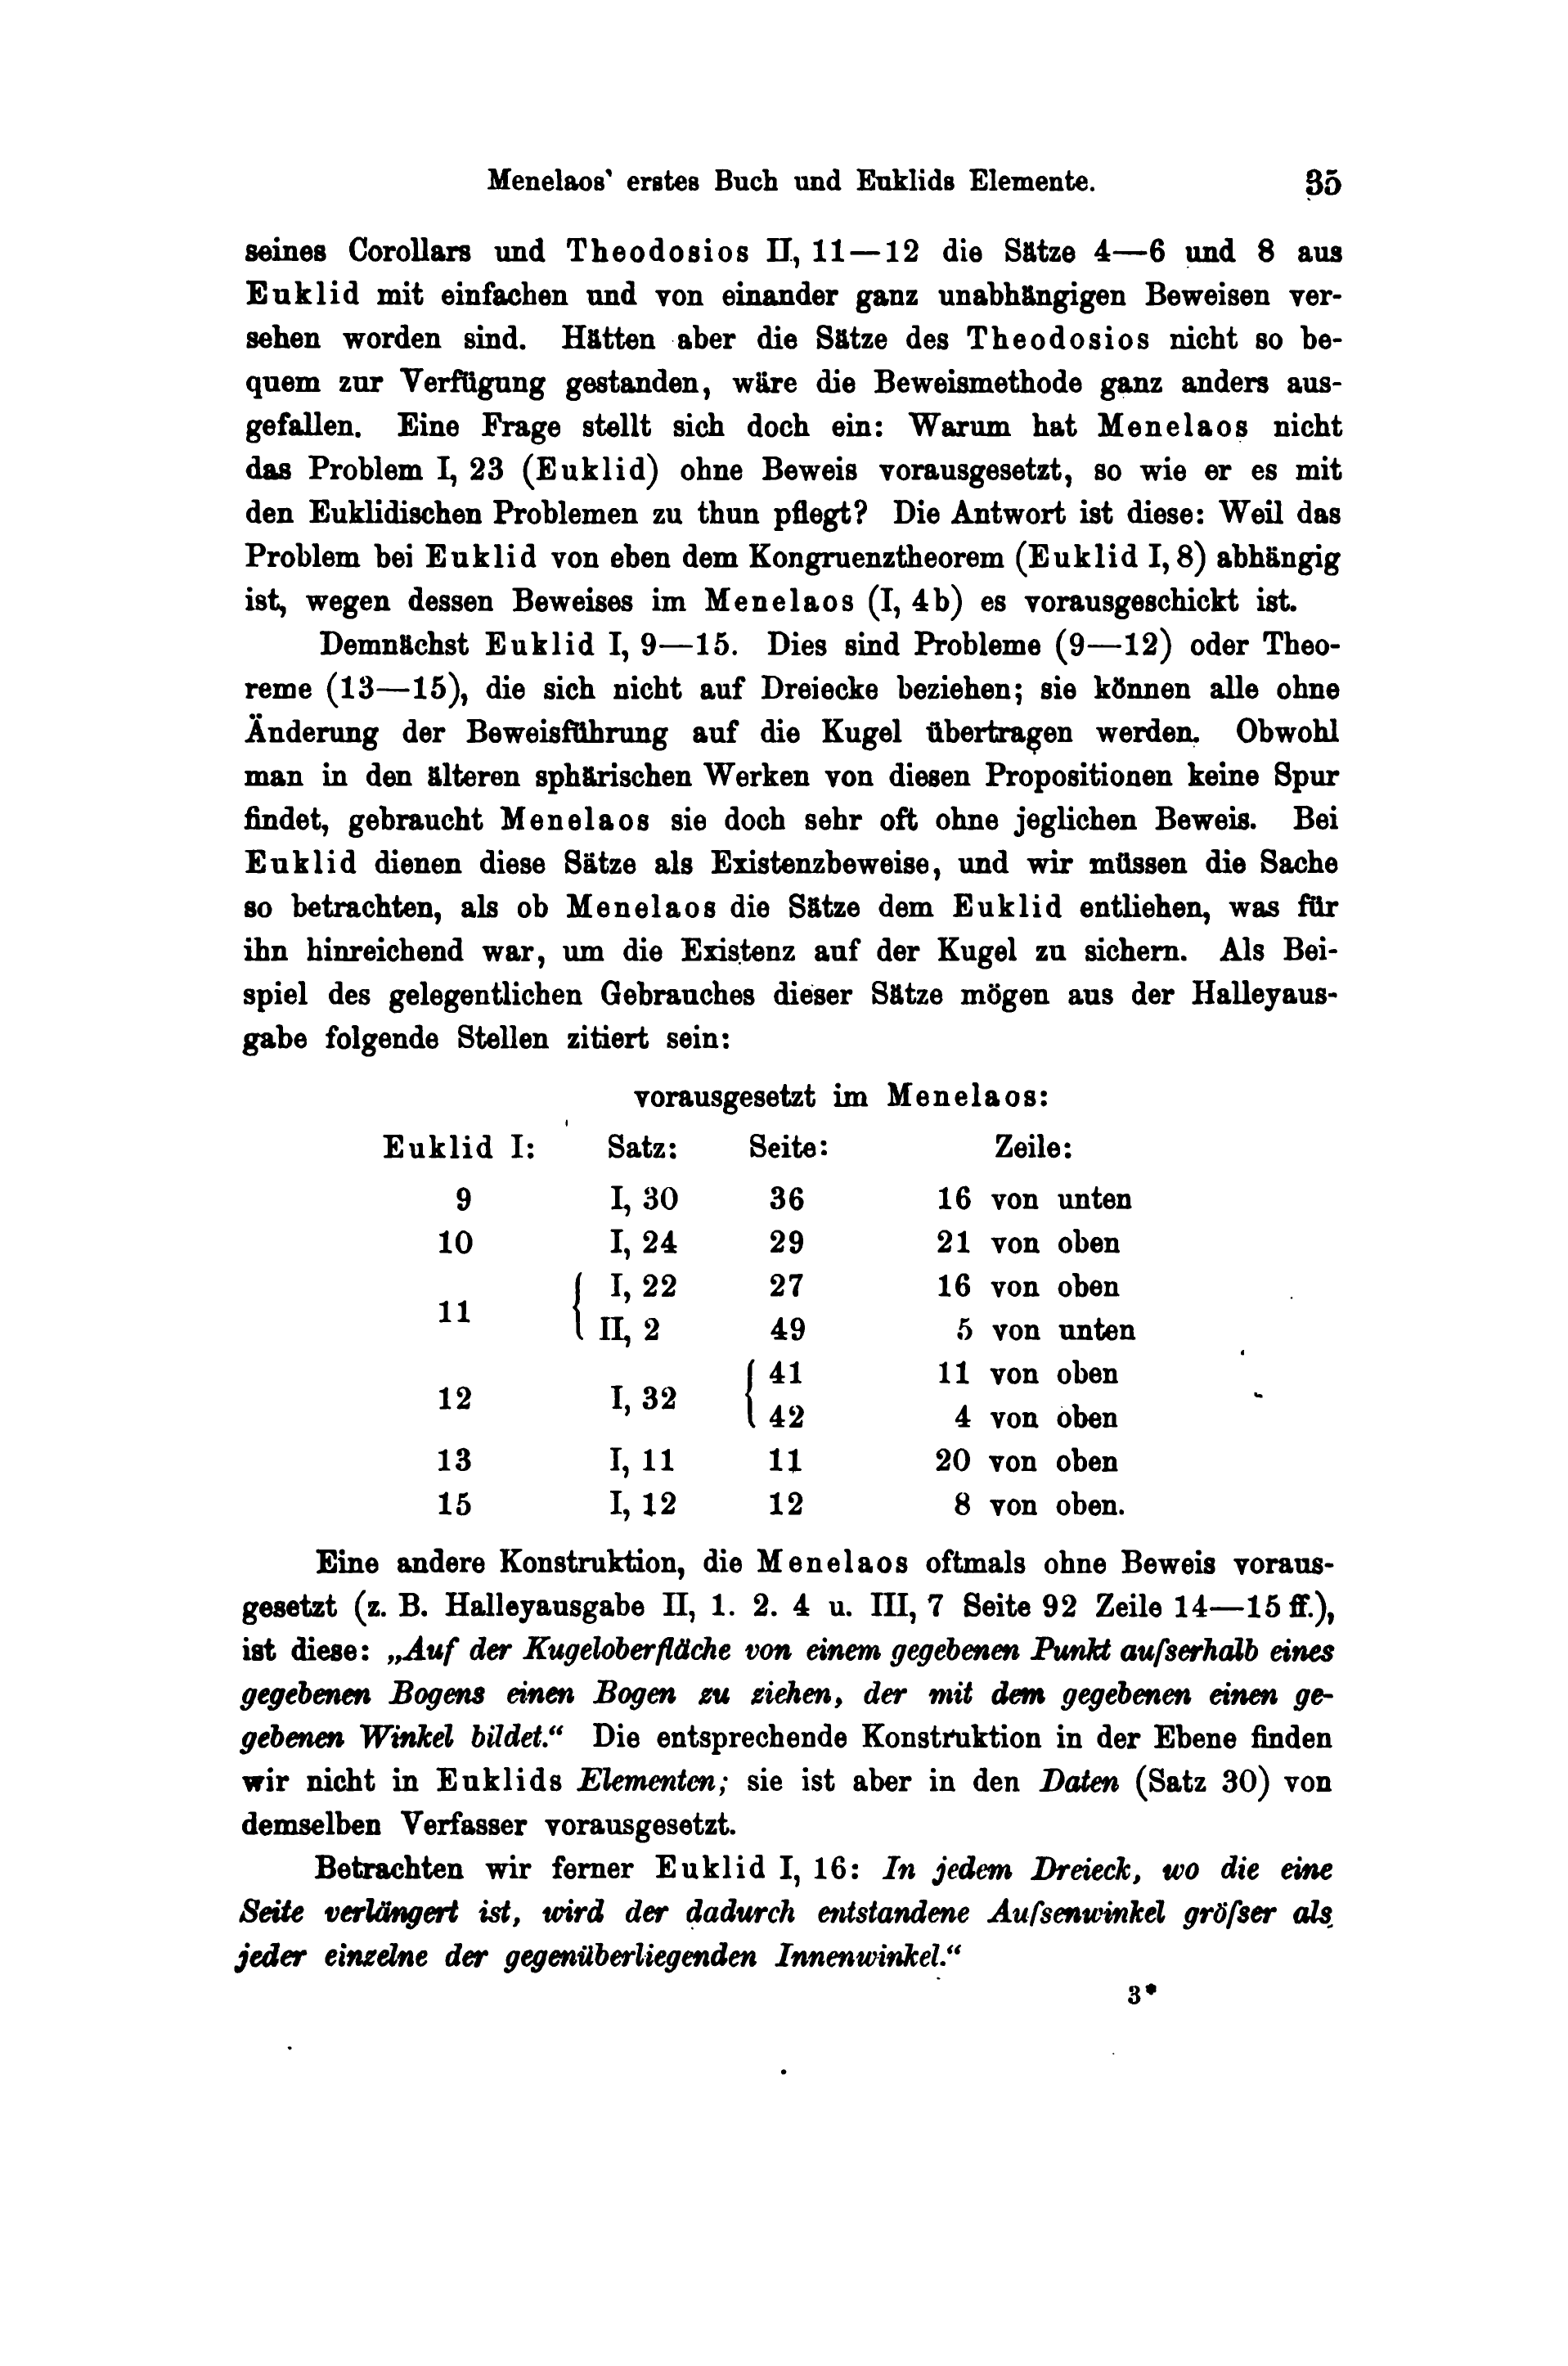 Menelaos' erstes Buch und Euklids Elemente. 35
seines Corollars und Theodosios II, 11—12 die Sätze 4—6 und 8 aus
Euklid mit einfachen und von einander ganz unabhängigen Beweisen ver-
sehen worden sind. Hätten aber die Sätze des Theodosios nicht so be-
quem zur Verfügung gestanden, wäre die Beweismethode ganz anders aus-
gefallen. Eine Frage stellt sich doch ein: Warum hat Menelaos nicht
das Problem I, 23 (Euklid) ohne Beweis vorausgesetzt, so wie er es mit
den Euklidischen Problemen zu thun pflegt? Die Antwort ist diese: Weil das
Problem bei Euklid von eben dem Kongruenztheorem (Euklid I, 8) abhängig
ist, wegen dessen Beweises im Menelaos (I, 4b) es vorausgeschickt ist.
Demnächst Euklid I, 9—15. Dies sind Probleme (9—12) oder Theo-
reme (13—15), die sich nicht auf Dreiecke beziehen; sie können alle ohne
Änderung der Beweisführung auf die Kugel übertragen werden. Obwohl
man in den älteren sphärischen Werken von diesen Propositionen keine Spur
findet, gebraucht Menelaos sie doch sehr oft ohne jeglichen Beweis. Bei
Euklid dienen diese Sätze als Existenzbeweise, und wir müssen die Sache
so betrachten, als ob Menelaos die Sätze dem Euklid entliehen, was für
ihn hinreichend war, um die Existenz auf der Kugel zu sichern. Als Bei-
spiel des gelegentlichen Gebrauches dieser Sätze mögen aus der Halleyaus-
gabe folgende Stellen zitiert sein:
vorausgesetzt im Menelaos:
Euklid I: Satz: Seite: Zeile:
9 I, 30 36 16 von unten
10 I, 24 29 21 von oben
11 { I, 22 27 16 von oben
II, 2 49 5 von unten
12 I, 32 { 41 11 von oben
42 4 von oben
13 I, 11 11 20 von oben
15 I, 12 12 8 von oben.
Eine andere Konstruktion, die Menelaos oftmals ohne Beweis voraus-
gesetzt (z. B. Halleyausgabe II, 1. 2. 4 u. III, 7 Seite 92 Zeile 14—15 ff.),
ist diese: „Auf der Kugeloberfläche von einem gegebenen Punkt aufserhalb eines
gegebenen Bogens einen Bogen zu ziehen, der mit dem gegebenen einen ge-
gebenen Winkel bildet.“ Die entsprechende Konstruktion in der Ebene finden
wir nicht in Euklids Elementen; sie ist aber in den Daten (Satz 30) von
demselben Verfasser vorausgesetzt.
Betrachten wir ferner Euklid I, 16: In jedem Dreieck, wo die eine
Seite verlängert ist, wird der dadurch entstandene Aufsenwinkel gröfser als
jeder einzelne der gegenüberliegenden Innenwinkel.“
3*